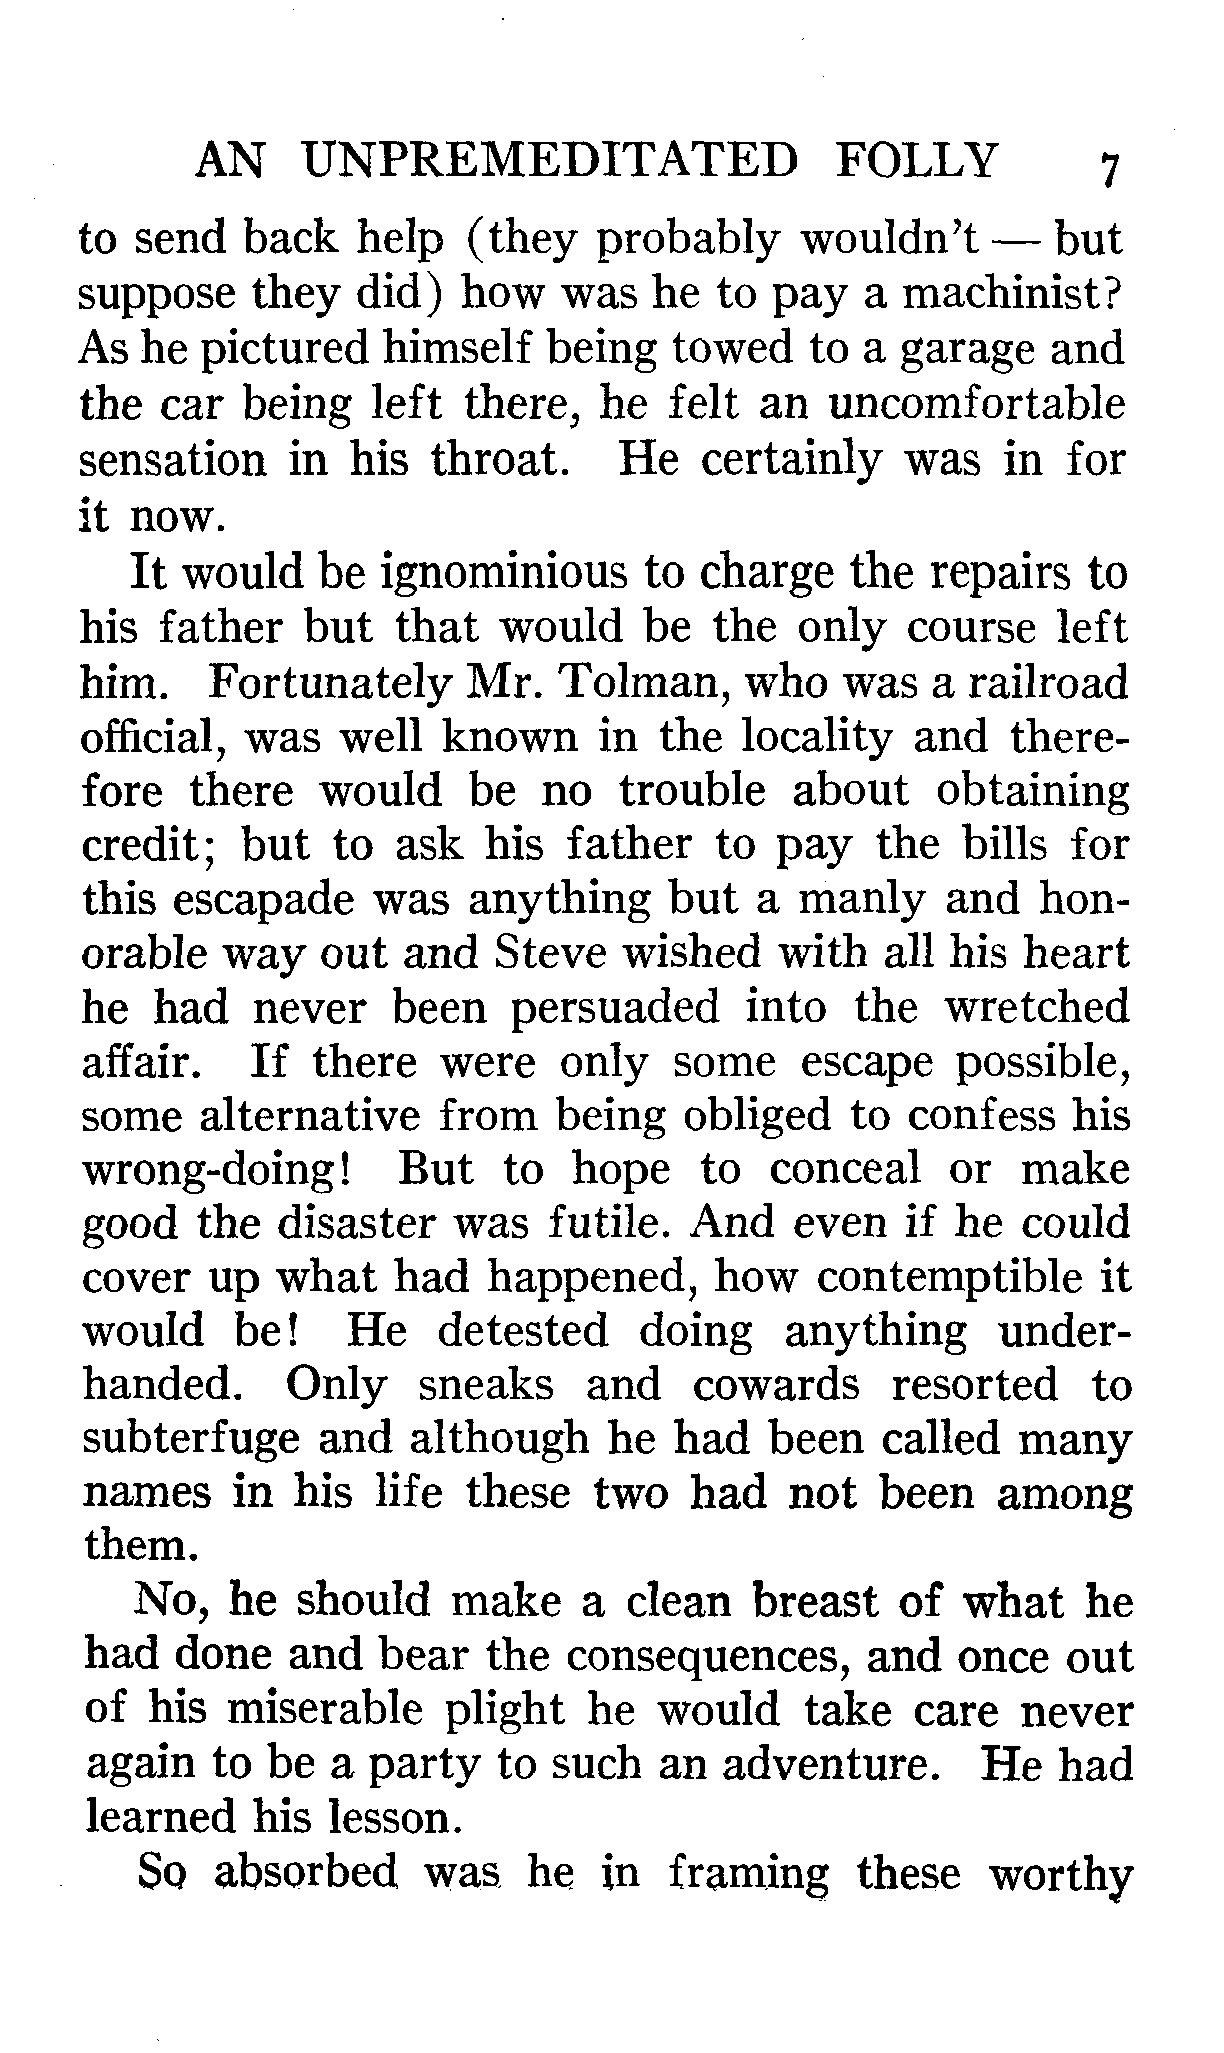 AN UNPREMEDITATED FOLLY 7
to send back help (they probably wouldn't — but
suppose they did) how was he to pay a machinist?
As he pictured himself being towed to a garage and
the car being left there, he felt an uncomfortable
sensation in his throat. He certainly was in for
it now.
It would be ignominious to charge the repairs to
his father but that would be the only course left
him. Fortunately Mr. Tolman, who was a railroad
official, was well known in the locality and there-
fore there would be no trouble about obtaining
credit; but to ask his father to pay the bills for
this escapade was anything but a manly and hon-
orable way out and Steve wished with all his heart
he had never been persuaded into the wretched
affair. If there were only some escape possible,
some alternative from being obliged to confess his
wrong-doing! But to hope to conceal or make
good the disaster was futile. And even if he could
cover up what had happened, how contemptible it
would be! He detested doing anything under-
handed. Only sneaks and cowards resorted to
subterfuge and although he had been called many
names in his life these two had not been among
them.
No, he should make a clean breast of what he
had done and bear the consequences, and once out
of his miserable plight he would take care never
again to be a party to such an adventure. He had
learned his lesson.
So absorbed was he in framing these worthy